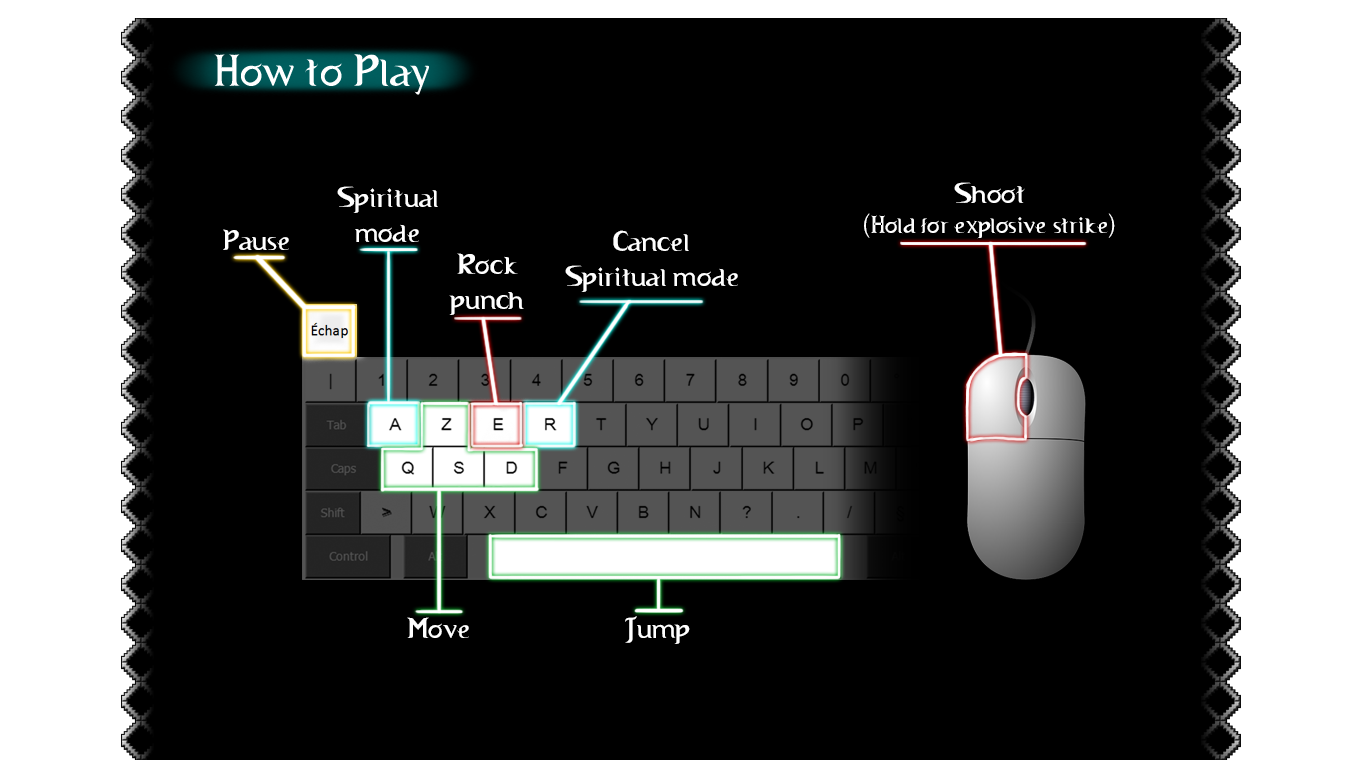 How to Play
Spiritual
mode
Pause
Rock
punch
Cancel
Spiritual mode
Shoot
(Hold for explosive strike)
Échap
| 1 2 3 4 5 6 7 8 9 0
Tab A Z E R T Y U I O P
Caps Q S D F G H J K L M
Shift > W X C V B N ? . /
Control
Move
Jump